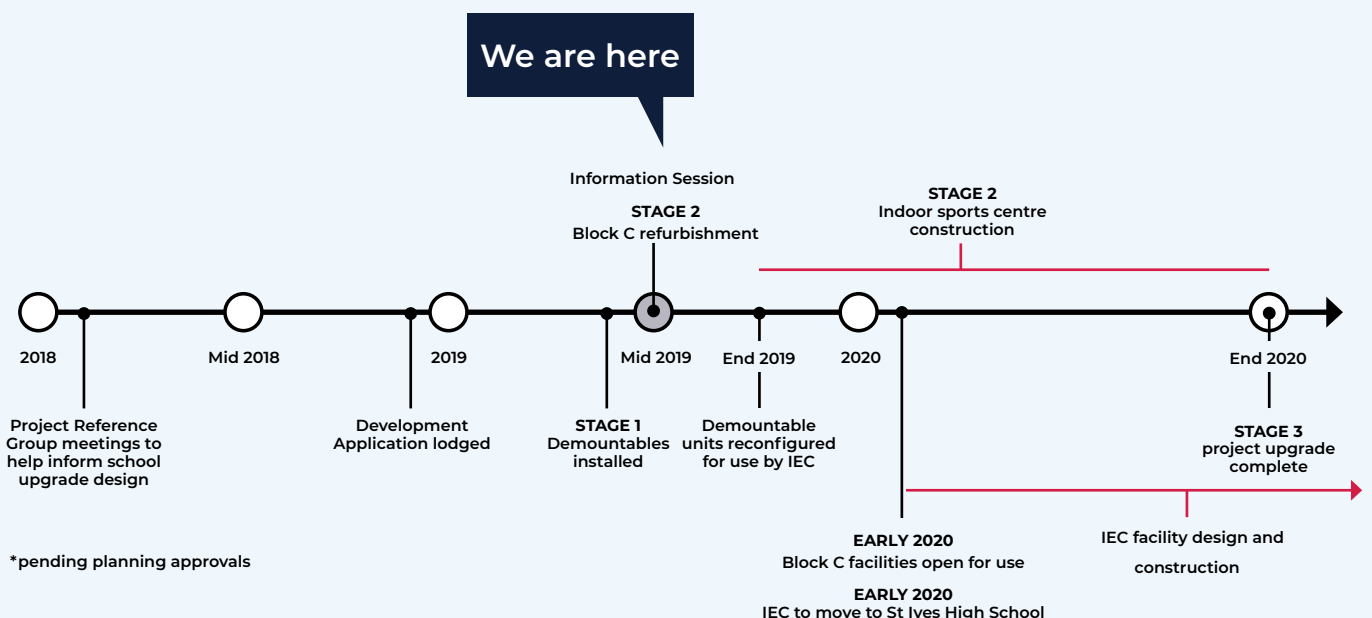 We are here
Information Session
STAGE 2
Block C refurbishment
STAGE 2
Indoor sports centre
construction
2018
Mid 2018
2019
Mid 2019
End 2019
2020
End 2020
Project Reference
Group meetings to
help inform school
upgrade design
Development
Application lodged
STAGE 1
Demountables
installed
Demountable
units reconfigured
for use by IEC
STAGE 3
project upgrade
complete
EARLY 2020
Block C facilities open for use
EARLY 2020
IEC to move to St Ives High School
IEC facility design and
construction
*pending planning approvals